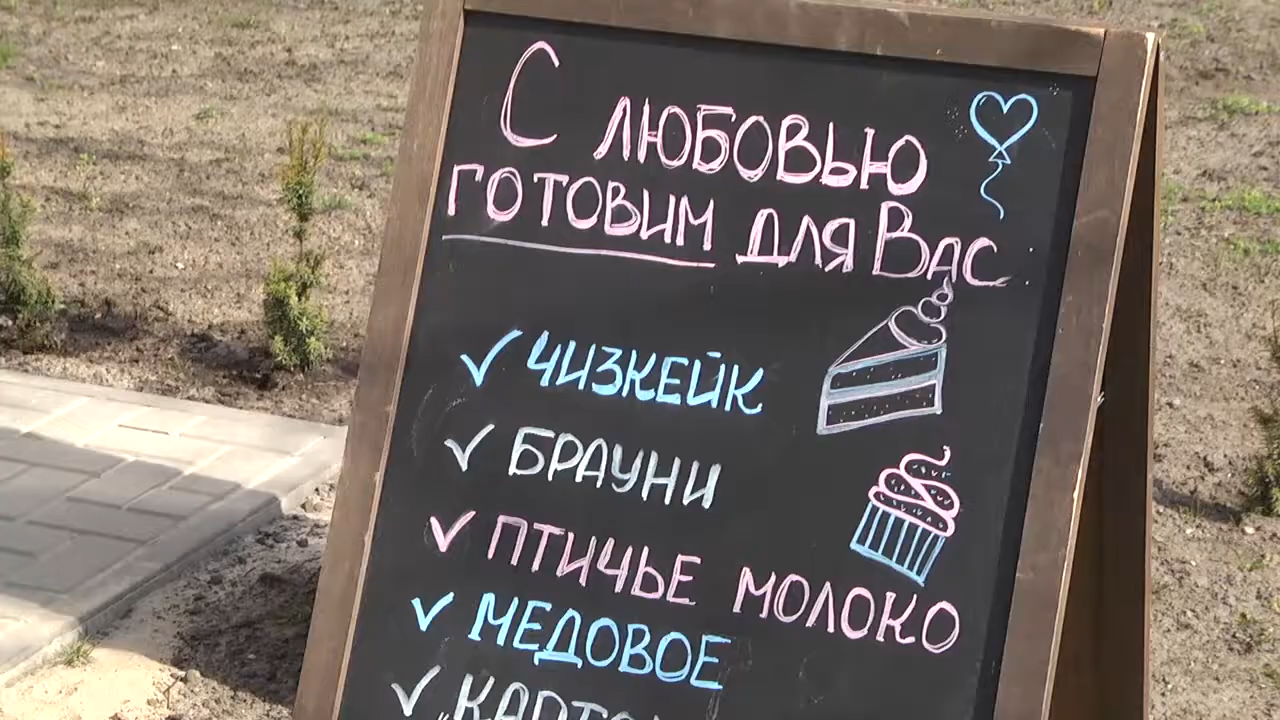 С ЛЮБОВЬЮ
ГОТОВИМ ДЛЯ ВАС
✓ ЧИЗКЕЙК
✓ БРАУНИ
✓ ПТИЧЬЕ МОЛОКО
✓ МЕДОВОЕ
✓